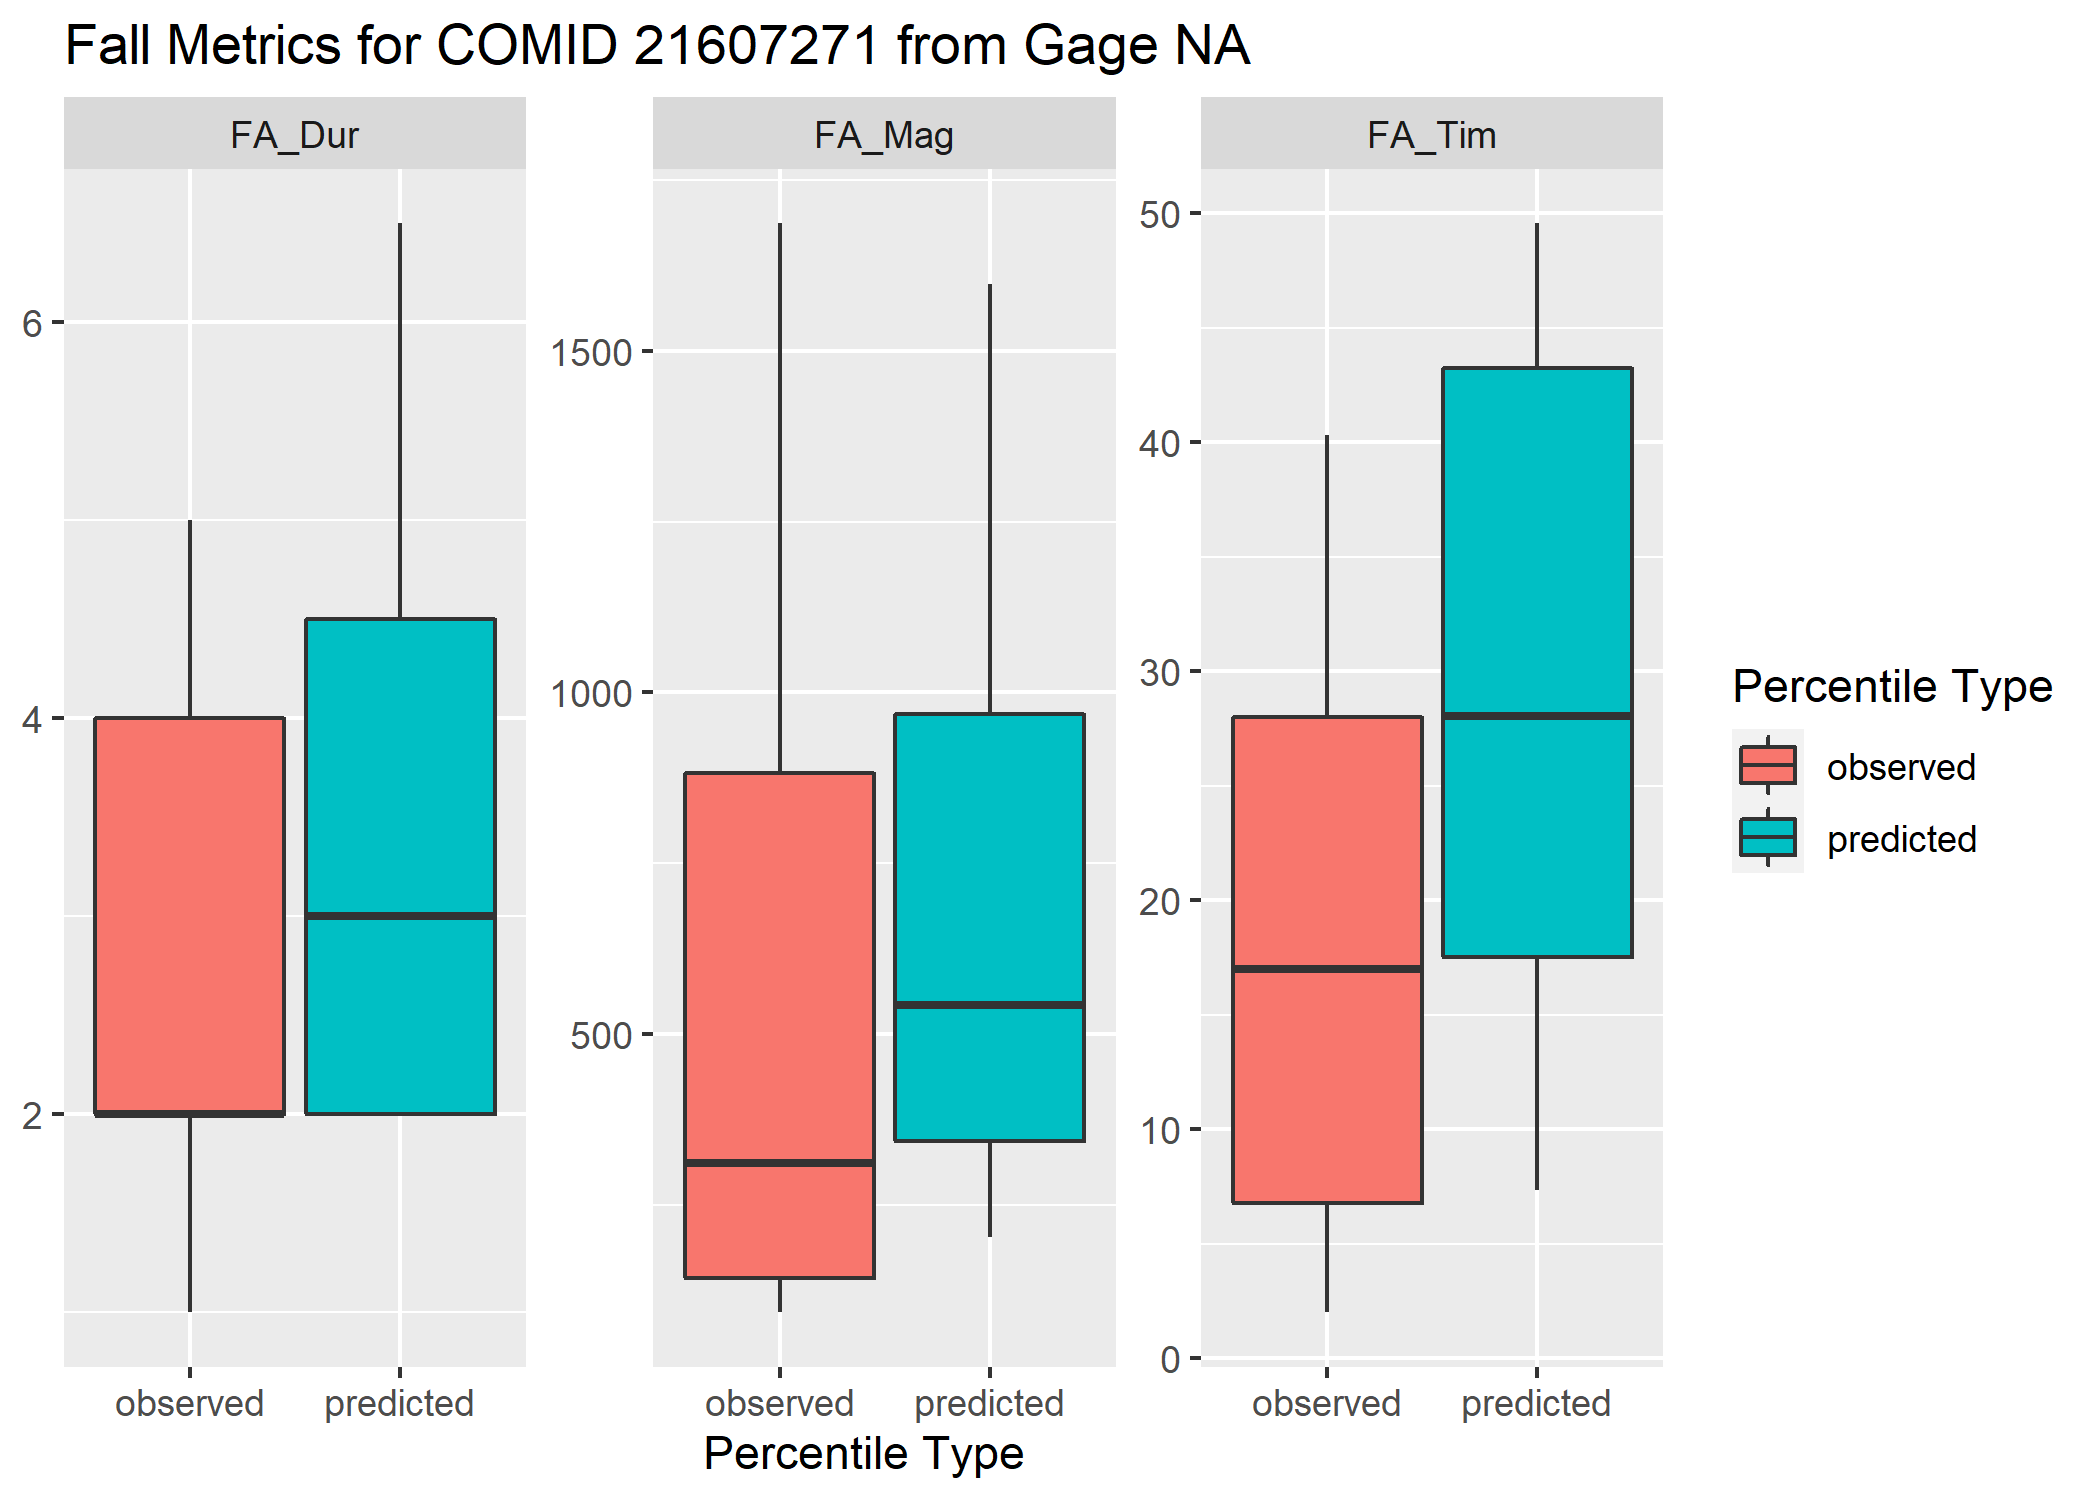 Fall Metrics for COMID 21607271 from Gage NA
FA_Dur
FA_Mag
FA_Tim
6
4
2
1500
1000
500
50
40
30
20
10
0
observed
predicted
observed
predicted
observed
predicted
Percentile Type
Percentile Type
observed
predicted